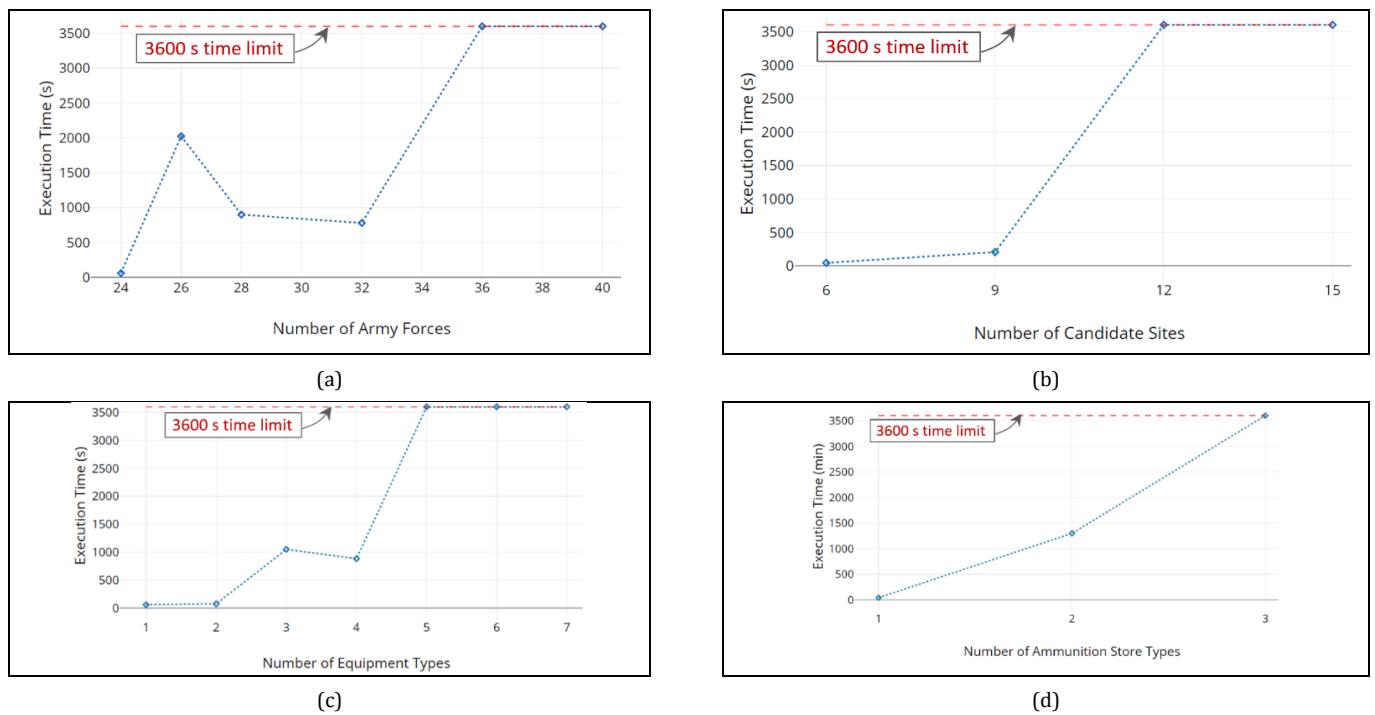 3500
3000
2500
2000
1500
1000
500
0
Execution Time (s)
3600 s time limit
24 26 28 30 32 34 36 38 40
Number of Army Forces
(a)
3500
3000
2500
2000
1500
1000
500
0
Execution Time (s)
3600 s time limit
6 9 12 15
Number of Candidate Sites
(b)
3500
3000
2500
2000
1500
1000
500
0
Execution Time (s)
3600 s time limit
1 2 3 4 5 6 7
Number of Equipment Types
(c)
3500
3000
2500
2000
1500
1000
500
0
Execution Time (min)
3600 s time limit
1 2 3
Number of Ammunition Store Types
(d)